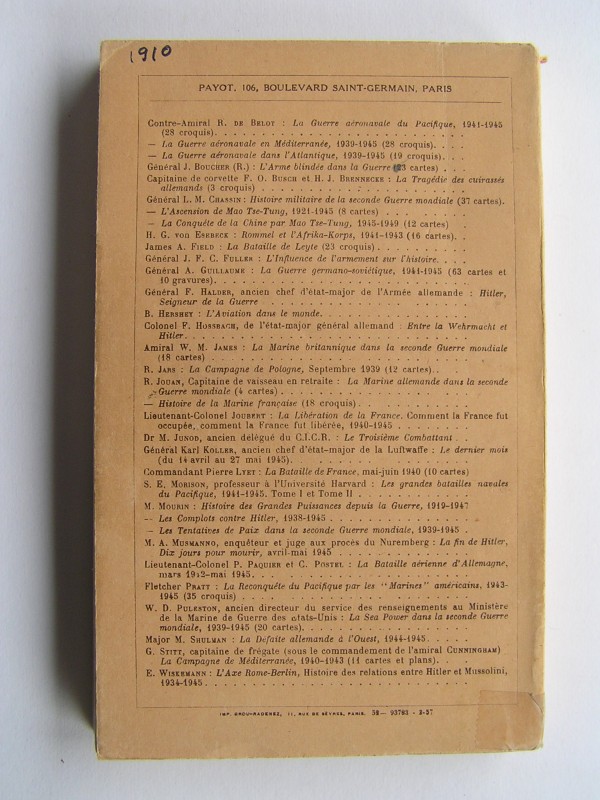 1910
PAYOT, 106, BOULEVARD SAINT-GERMAIN, PARIS
Contre-Amiral R. DE BELOT : La Guerre aéronavale du Pacifique, 1941-1945
(28 croquis). . . . . . . . . . . . . . . . . . . .
— La Guerre aéronavale en Méditerranée, 1939-1945 (28 croquis). . . .
— La Guerre aéronavale dans l'Atlantique, 1939-1945 (19 croquis). . .
Général J. BOUCHER (R.) : L'Arme blindée dans la Guerre 3 cartes) . .
Capitaine de corvette F. O. BUSCH et H. J. BRENNECKE : La Tragédie des cuirassés
allemands (3 croquis) . . . . . . . . . . . . . . . .
Général L. M. CHASSIN : Histoire militaire de la seconde Guerre mondiale (37 cartes).
— L'Ascension de Mao Tse-Tung, 1921-1945 (8 cartes) . . . . . . .
— La Conquête de la Chine par Mao Tse-Tung, 1945-1949 (12 cartes) .
H. G. VON ESEBECK : Rommel et l'Afrika-Korps, 1941-1943 (16 cartes). .
James A. FIELD : La Bataille de Leyte (23 croquis) . . . . . . . .
Général J. F. C. FULLER : L'Influence de l'armement sur l'histoire. . . .
Général A. GUILLAUME : La Guerre germano-soviétique, 1941-1945 (63 cartes et
10 gravures). . . . . . . . . . . . . . . . . . . .
Général F. HALDER, ancien chef d'état-major de l'Armée allemande : Hitler,
Seigneur de la Guerre . . . . . . . . . . . . . . . .
B. HERSHEY : L'Aviation dans le monde. . . . . . . . . . . . .
Colonel F. HOSSBACH, de l'état-major général allemand : Entre la Wehrmacht et
Hitler. . . . . . . . . . . . . . . . . . . . . . .
Amiral W. M. JAMES : La Marine britannique dans la seconde Guerre mondiale
(18 cartes) . . . . . . . . . . . . . . . . . . . .
R. JARS : La Campagne de Pologne, Septembre 1939 (12 cartes). . . .
R. JOUAN, Capitaine de vaisseau en retraite : La Marine allemande dans la seconde
Guerre mondiale (4 cartes) . . . . . . . . . . . . . .
— Histoire de la Marine française (18 croquis) . . . . . . . . . .
Lieutenant-Colonel JOUBERT : La Libération de la France. Comment la France fut
occupée, comment la France fut libérée, 1940-1945 . . . . . . . .
Dr M. JUNOD, ancien délégué du C.I.C.R. : Le Troisième Combattant . .
Général Karl KOLLER, ancien chef d'état-major de la Luftwaffe : Le dernier mois
(du 14 avril au 27 mai 1945). . . . . . . . . . . . . .
Commandant Pierre LYET : La Bataille de France, mai-juin 1940 (10 cartes)
S. E. MORISON, professeur à l'Université Harvard : Les grandes batailles navales
du Pacifique, 1941-1945. Tome I et Tome II . . . . . . . . . .
M. MOURIN : Histoire des Grandes Puissances depuis la Guerre, 1919-1947
— Les Complots contre Hitler, 1938-1945 . . . . . . . . . . . .
— Les Tentatives de Paix dans la seconde Guerre mondiale, 1939-1945 . .
M. A. MUSMANNO, enquêteur et juge aux procès du Nuremberg : La fin de Hitler,
Dix jours pour mourir, avril-mai 1945 . . . . . . . . . . . .
Lieutenant-Colonel P. PAQUIER et C. POSTEL : La Bataille aérienne d'Allemagne,
mars 1942-mai 1945. . . . . . . . . . . . . . . . . .
Fletcher PRATT : La Reconquête du Pacifique par les "Marines" américains, 1943-
1945 (35 croquis) . . . . . . . . . . . . . . . . . .
W. D. PULESTON, ancien directeur du service des renseignements au Ministère
de la Marine de Guerre des États-Unis : La Sea Power dans la seconde Guerre
mondiale, 1939-1945 (20 cartes). . . . . . . . . . . . . .
Major M. SHULMAN : La Défaite allemande à l'Ouest, 1944-1945. . . . .
G. STITT, capitaine de frégate (sous le commandement de l'amiral CUNNINGHAM)
La Campagne de Méditerranée, 1940-1943 (11 cartes et plans). . . .
E. WISKEMANN : L'Axe Rome-Berlin, Histoire des relations entre Hitler et Mussolini,
1934-1945. . . . . . . . . . . . . . . . . . . . .
IMP. CROUTRADENEZ, 11, RUE DE SÈVRES, PARIS. 58 — 93783 - 3-57